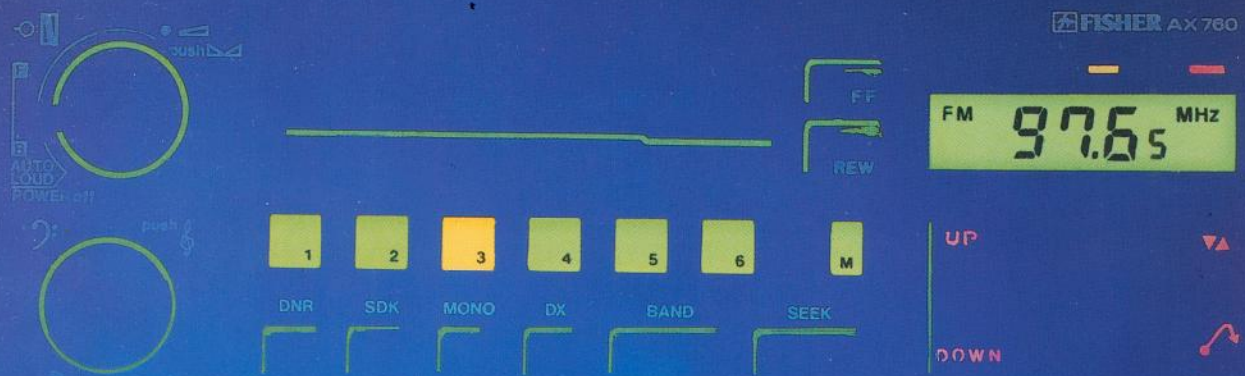 FISHER AX 760
push
FF
FM 97.65 MHz
F
R
REW
AUTO
LOUD
POWER off
push
1 2 3 4 5 6 M
UP
DNR SDK MONO DX BAND SEEK
DOWN